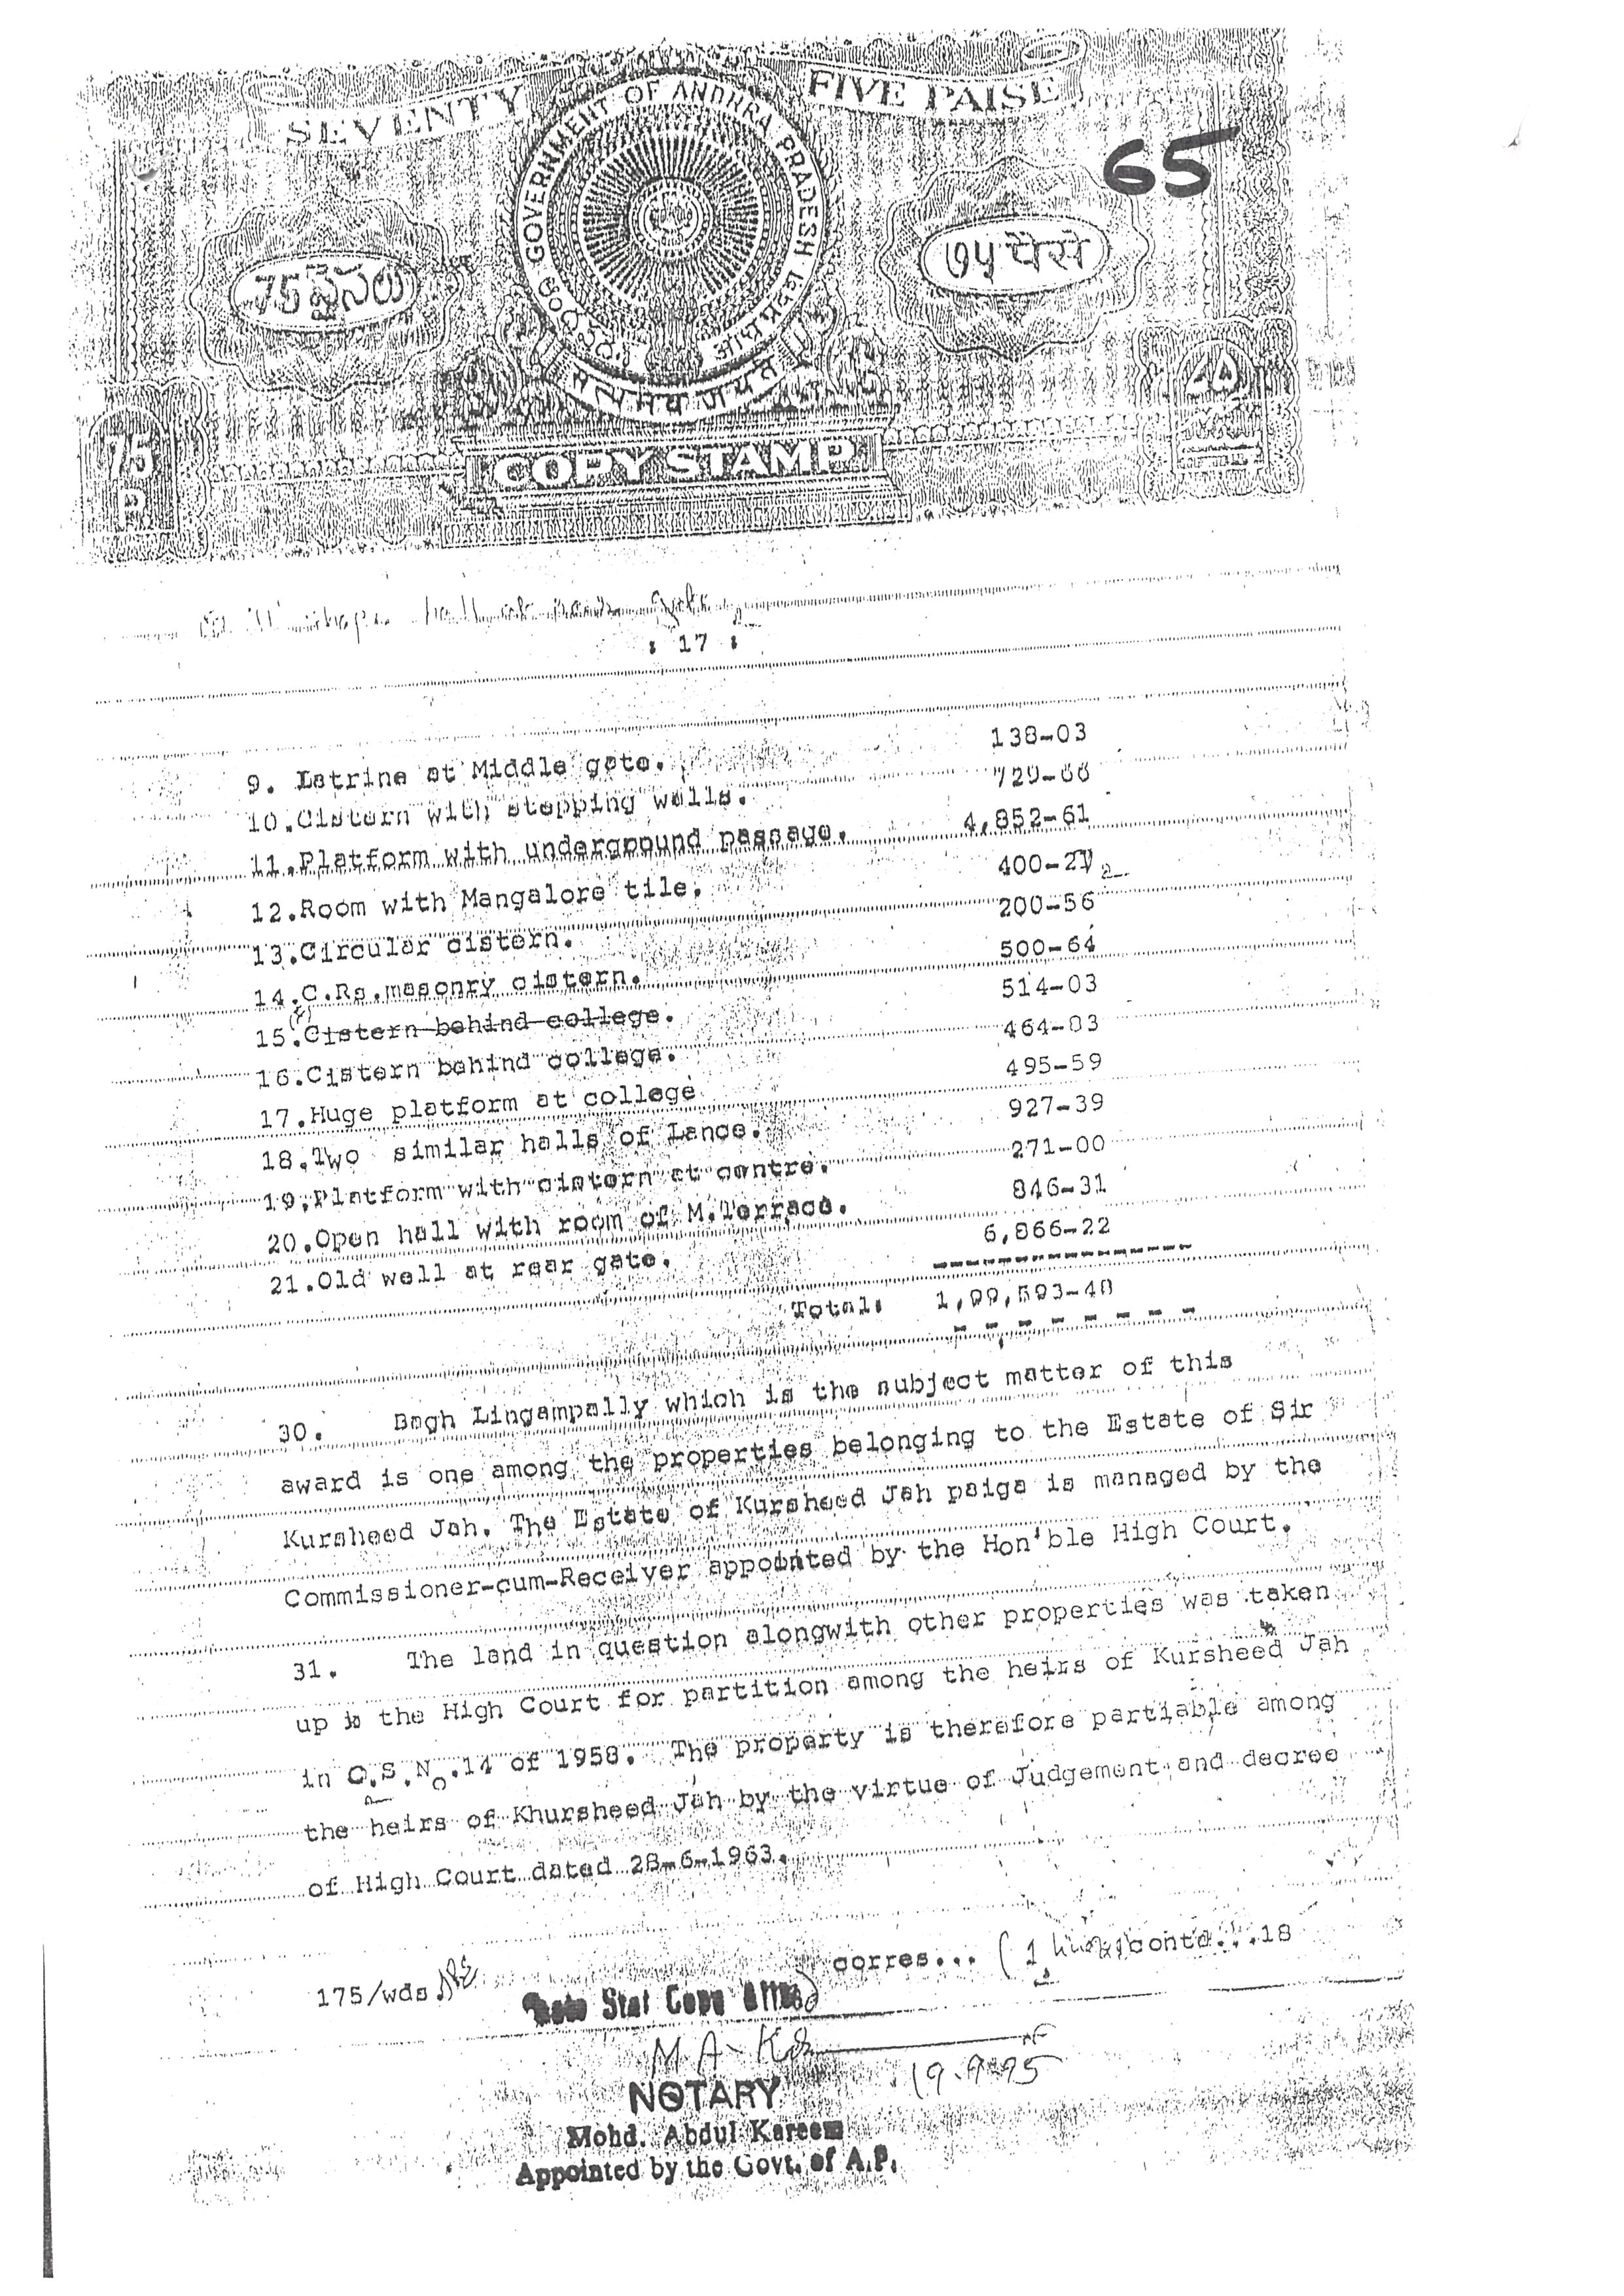 SEVENTY FIVE PAISE
GOVERNMENT OF ANDHRA PRADESH
65
75 పైసలు
७५ पैसे
सत्यमेव जयते
75
P
COPY STAMP
: 17 :
9. Latrine at Middle gate. 138-03
10.Cistern with stepping walls. 729-66
11.Platform with underground passage. 4,852-61
12.Room with Mangalore tile. 400-27
13.Circular cistern. 200-56
14.C.Rs.masonry cistern. 500-64
15.Cistern behind college. 514-03
16.Cistern behind college. 464-03
17.Huge platform at college 495-59
18.Two similar halls of Lance. 927-39
19.Platform with cistern at centre. 271-00
20.Open hall with room of M.Terrace. 846-31
21.Old well at rear gate. 6,866-22
Total: 1,99,593-48
30. Bagh Lingampally which is the subject matter of this
award is one among the properties belonging to the Estate of Sir
Kursheed Jah. The Estate of Kursheed Jah paiga is managed by the
Commissioner-cum-Receiver appointed by the Hon'ble High Court.
31. The land in question alongwith other properties was taken
up the High Court for partition among the heirs of Kursheed Jah
in O.S.No.14 of 1958. The property is therefore partiable among
the heirs of Khursheed Jah by the virtue of Judgement and decree
of High Court dated 28-6-1963.
175/wds. corres... (1 contd...18
Stat Copy
M A K
19.9.95
NOTARY
Mohd. Abdul Kareem
Appointed by the Govt. of A.P.